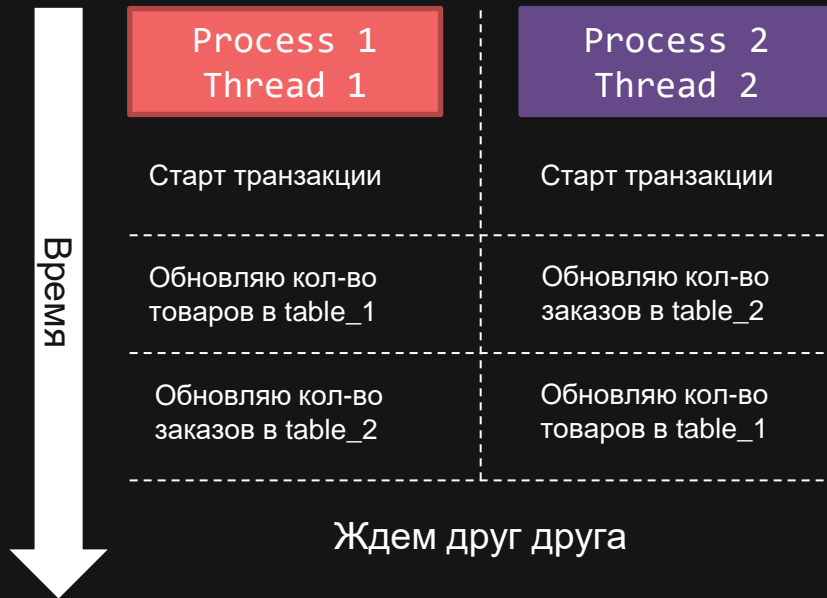 Process 1
Thread 1
Process 2
Thread 2
Время
Старт транзакции
Старт транзакции
Обновляю кол-во
товаров в table_1
Обновляю кол-во
заказов в table_2
Обновляю кол-во
заказов в table_2
Обновляю кол-во
товаров в table_1
Ждем друг друга